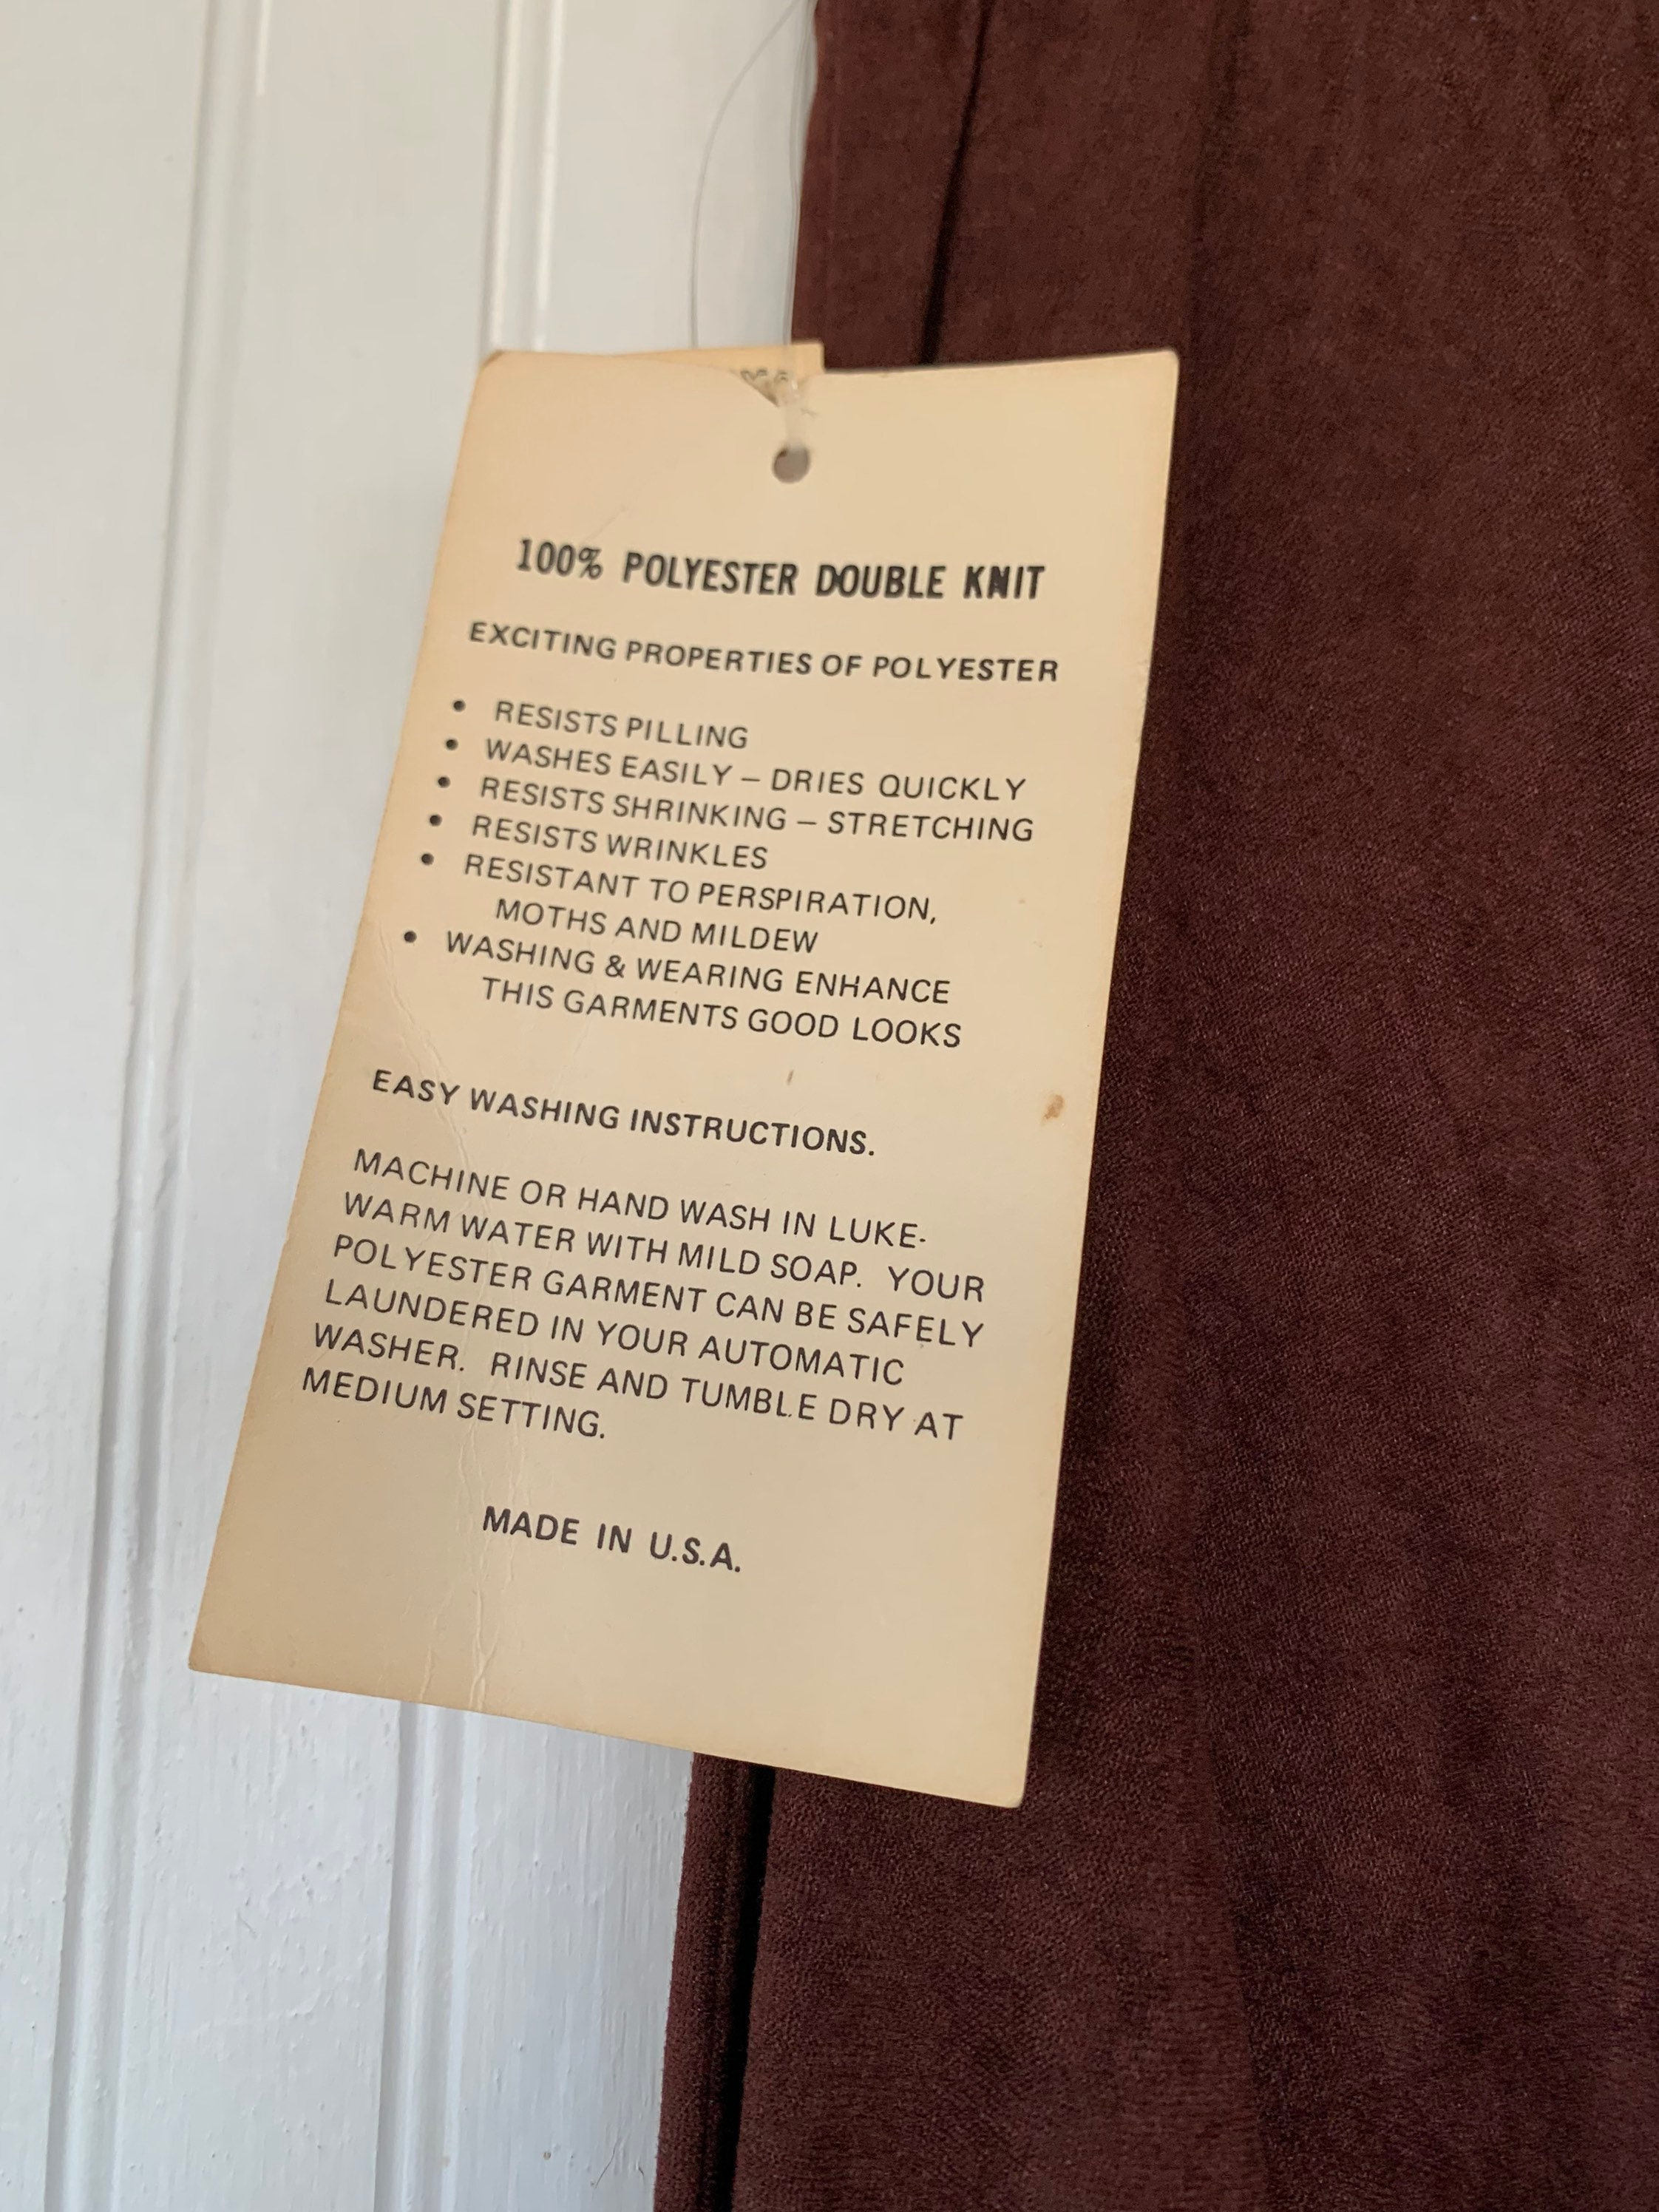 100% POLYESTER DOUBLE KNIT
EXCITING PROPERTIES OF POLYESTER
• RESISTS PILLING
• WASHES EASILY – DRIES QUICKLY
• RESISTS SHRINKING – STRETCHING
• RESISTS WRINKLES
• RESISTANT TO PERSPIRATION,
MOTHS AND MILDEW
• WASHING & WEARING ENHANCE
THIS GARMENTS GOOD LOOKS
EASY WASHING INSTRUCTIONS.
MACHINE OR HAND WASH IN LUKE-
WARM WATER WITH MILD SOAP. YOUR
POLYESTER GARMENT CAN BE SAFELY
LAUNDERED IN YOUR AUTOMATIC
WASHER. RINSE AND TUMBLE DRY AT
MEDIUM SETTING.
MADE IN U.S.A.